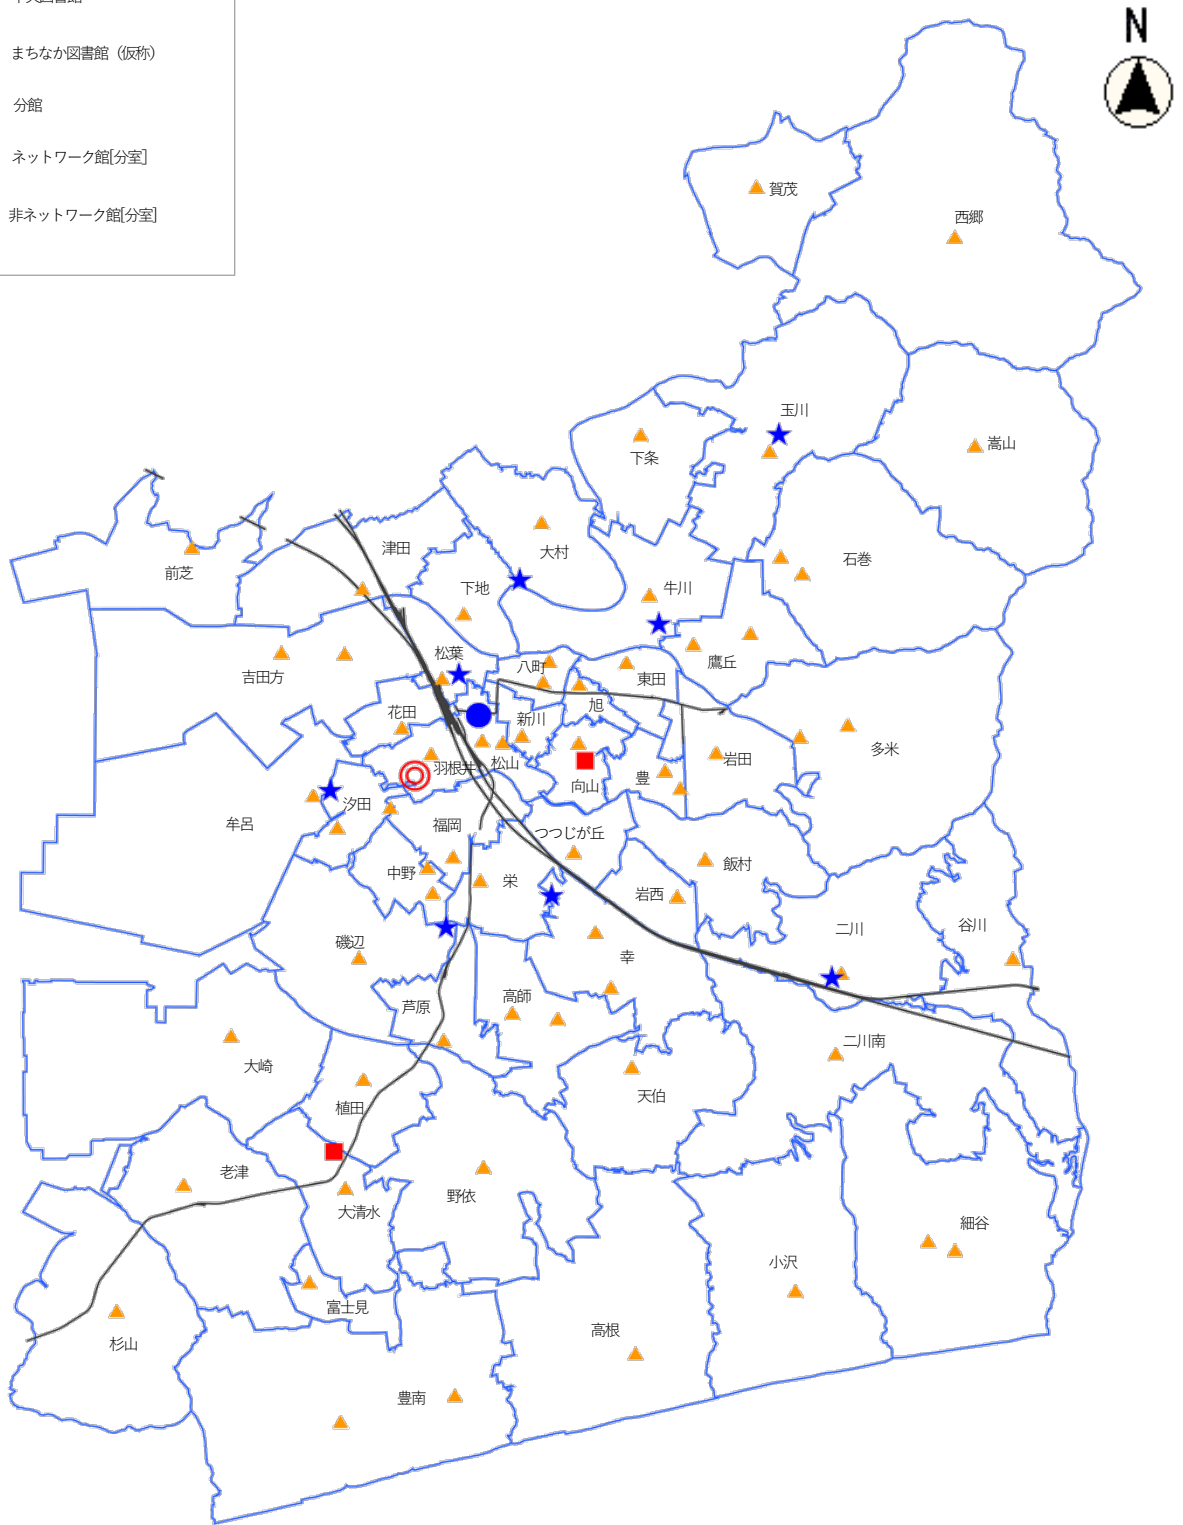 まちなか図書館（仮称）
分館
ネットワーク館[分室]
非ネットワーク館[分室]
N
賀茂
西郷
玉川
嵩山
下条
津田
大村
石巻
前芝
下地
牛川
松葉
八町
東田
鷹丘
吉田方
花田
新川
旭
多米
羽根井
松山
向山
豊
岩田
汐田
牟呂
福岡
つつじが丘
中野
栄
岩西
飯村
二川
谷川
磯辺
幸
芦原
高師
二川南
大崎
植田
天伯
老津
野依
大清水
細谷
小沢
富士見
杉山
高根
豊南